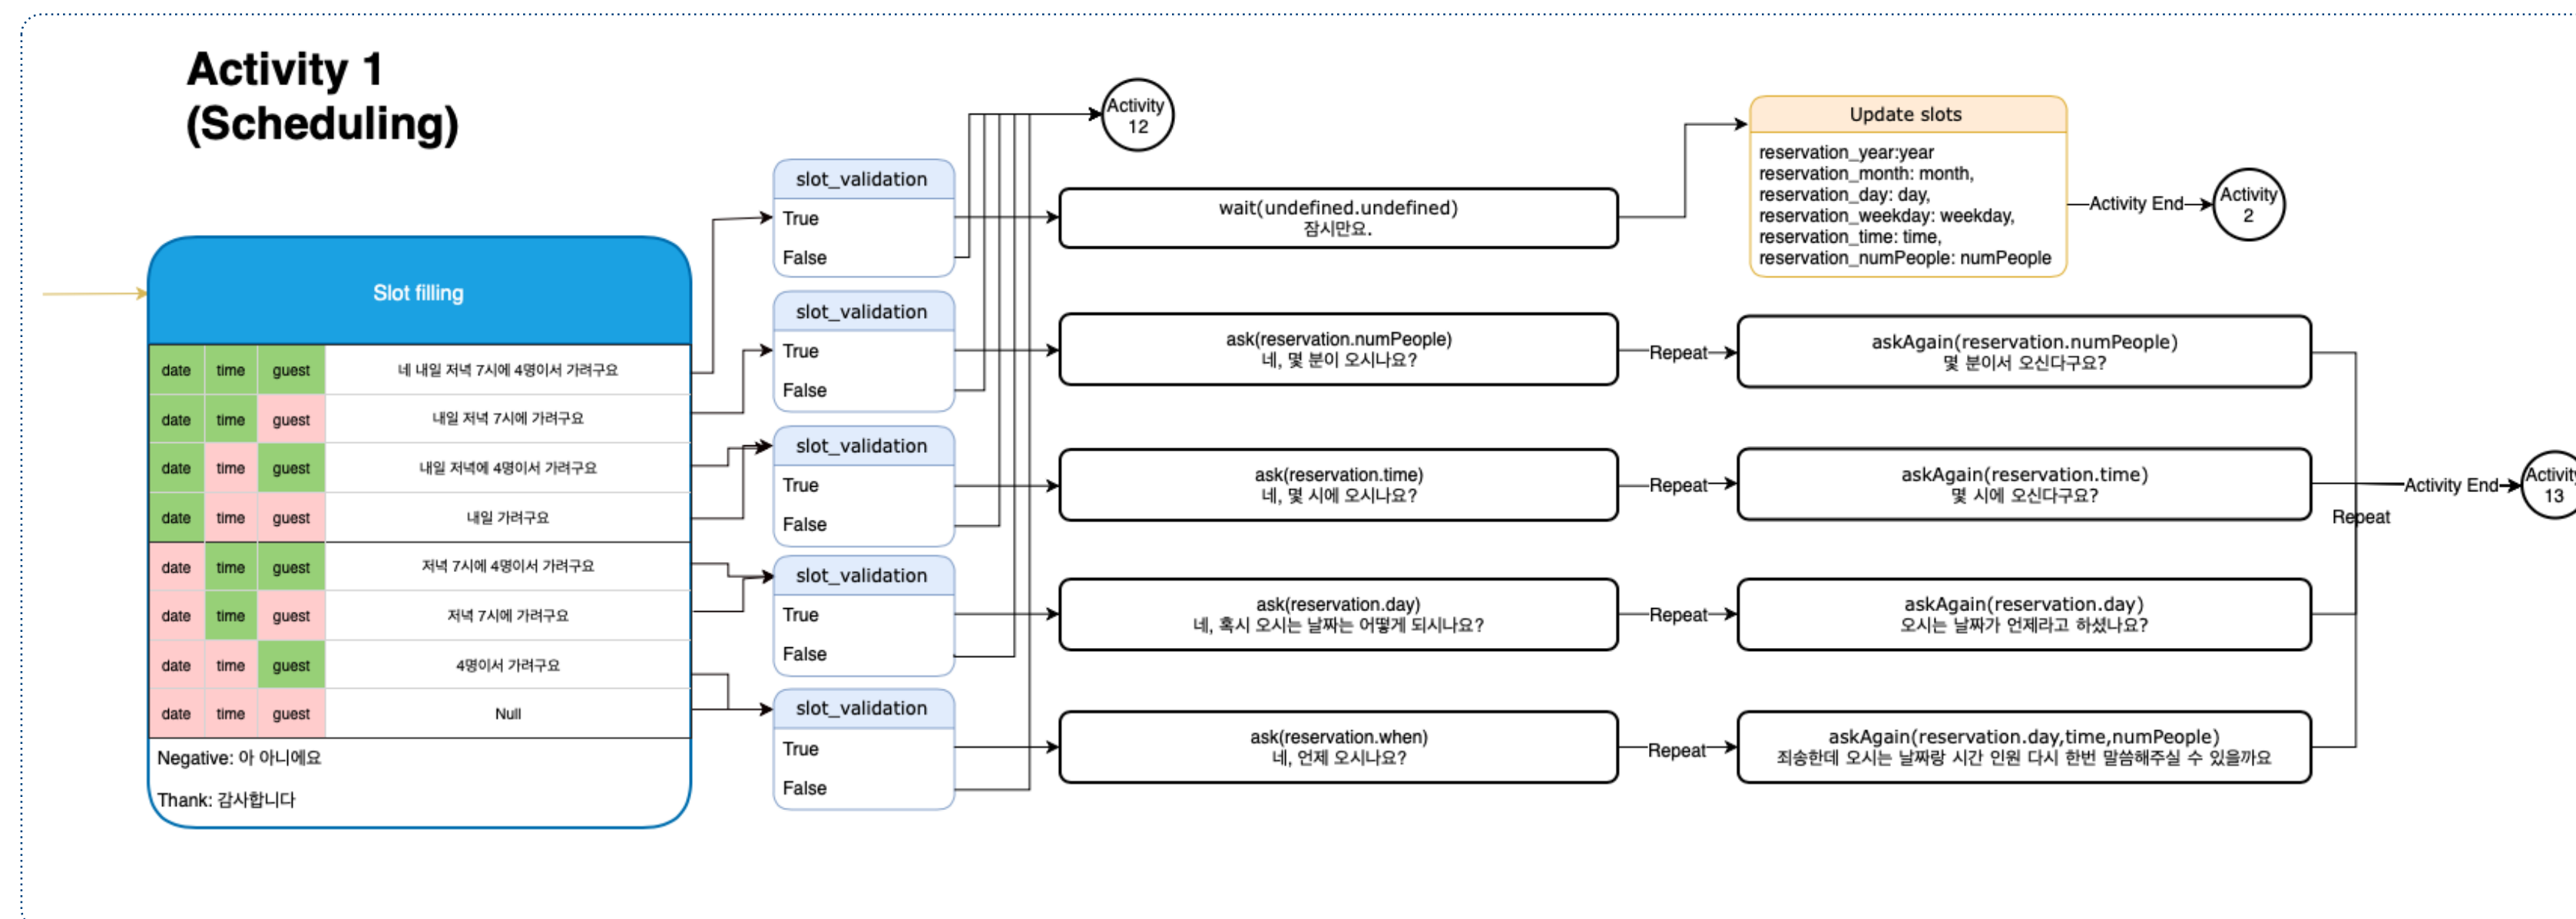 Activity 1
(Scheduling)
Slot filling
date time guest 네 내일 저녁 7시에 4명이서 가려구요
date time guest 내일 저녁 7시에 가려구요
date time guest 내일 저녁에 4명이서 가려구요
date time guest 내일 가려구요
date time guest 저녁 7시에 4명이서 가려구요
date time guest 저녁 7시에 가려구요
date time guest 4명이서 가려구요
date time guest Null
Negative: 아 아니에요
Thank: 감사합니다
slot_validation
True
False
slot_validation
True
False
slot_validation
True
False
slot_validation
True
False
slot_validation
True
False
Activity
12
wait(undefined.undefined)
잠시만요.
Update slots
reservation_year:year
reservation_month: month,
reservation_day: day,
reservation_weekday: weekday,
reservation_time: time,
reservation_numPeople: numPeople
Activity End
Activity
2
ask(reservation.numPeople)
네, 몇 분이 오시나요?
Repeat
askAgain(reservation.numPeople)
몇 분이서 오신다구요?
ask(reservation.time)
네, 몇 시에 오시나요?
Repeat
askAgain(reservation.time)
몇 시에 오신다구요?
ask(reservation.day)
네, 혹시 오시는 날짜는 어떻게 되시나요?
Repeat
askAgain(reservation.day)
오시는 날짜가 언제라고 하셨나요?
ask(reservation.when)
네, 언제 오시나요?
Repeat
askAgain(reservation.day,time,numPeople)
죄송한데 오시는 날짜랑 시간 인원 다시 한번 말씀해주실 수 있을까요
Repeat
Activity End
Activity
13